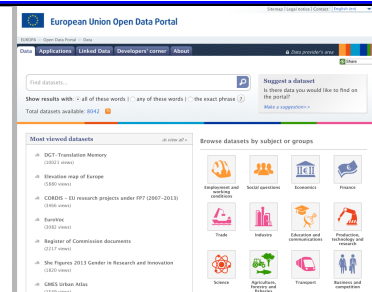 Sitemap | Legal notice | Contact | English (en)
European Union Open Data Portal
EUROPA > Open Data Portal > Data
Data Applications Linked Data Developers' corner About
Data provider's area
Share
Find datasets...
Show results with: all of these words | any of these words | the exact phrase ?
Total datasets available: 8042
Suggest a dataset
Is there data you would like to find on
the portal?
Make a suggestion>>
Most viewed datasets
view all
DGT-Translation Memory
(20021 views)
Elevation map of Europe
(5880 views)
CORDIS - EU research projects under FP7 (2007-2013)
(3466 views)
EuroVoc
(3082 views)
Register of Commission documents
(2217 views)
She Figures 2013 Gender in Research and Innovation
(1820 views)
GMES Urban Atlas
Browse datasets by subject or groups
Employment and
working
conditions
Social questions
Economics
Finance
Trade
Industry
Education and
communications
Production,
technology and
research
Science
Agriculture,
forestry and
fisheries
Transport
Business and
competition